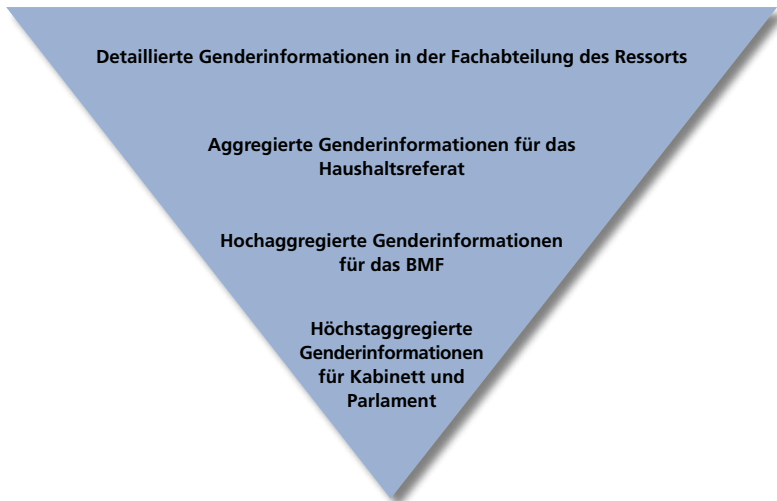 Detaillierte Genderinformationen in der Fachabteilung des Ressorts
Aggregierte Genderinformationen für das
Haushaltsreferat
Hochaggregierte Genderinformationen
für das BMF
Höchstaggregierte
Genderinformationen
für Kabinett und
Parlament